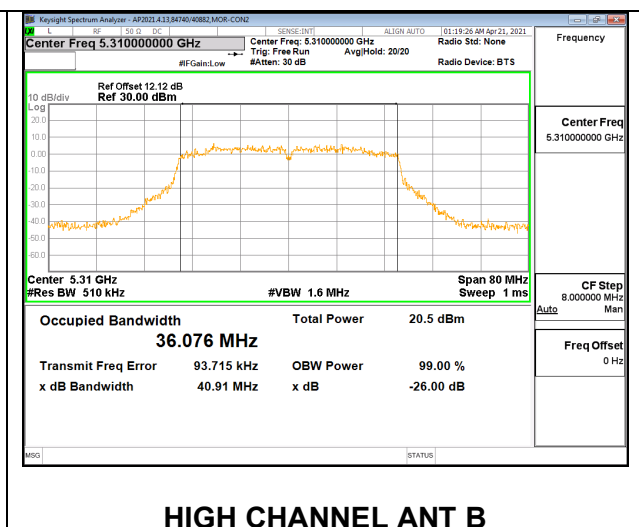 Keysight Spectrum Analyzer - AP2021.4.13,84740/40882,MOR-CON2
L RF 50 Ω DC SENSE:INT ALIGN AUTO 01:19:26 AM Apr 21, 2021
Center Freq 5.310000000 GHz
Center Freq: 5.310000000 GHz Radio Std: None
Trig: Free Run Avg|Hold: 20/20
#IFGain:Low #Atten: 30 dB Radio Device: BTS
Frequency
Ref Offset 12.12 dB
10 dB/div Ref 30.00 dBm
Log
20.0
10.0
0.00
-10.0
-20.0
-30.0
-40.0
-50.0
-60.0
Center Freq
5.310000000 GHz
Center 5.31 GHz Span 80 MHz
#Res BW 510 kHz #VBW 1.6 MHz Sweep 1 ms
CF Step
8.000000 MHz
Auto Man
Occupied Bandwidth Total Power 20.5 dBm
36.076 MHz
Transmit Freq Error 93.715 kHz OBW Power 99.00 %
x dB Bandwidth 40.91 MHz x dB -26.00 dB
Freq Offset
0 Hz
MSG STATUS
HIGH CHANNEL ANT B